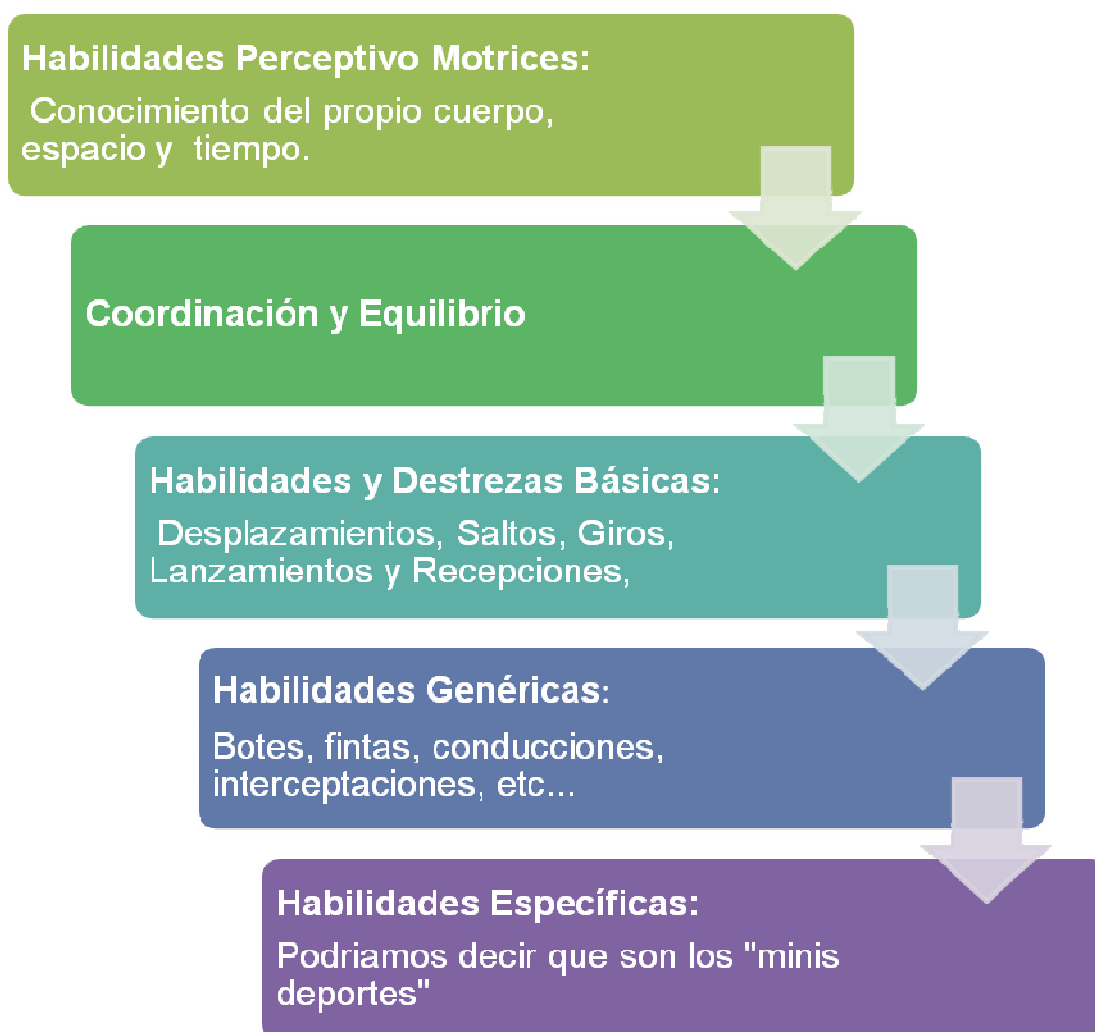 Habilidades Perceptivo Motrices:
Conocimiento del propio cuerpo,
espacio y tiempo.
Coordinación y Equilibrio
Habilidades y Destrezas Básicas:
Desplazamientos, Saltos, Giros,
Lanzamientos y Recepciones,
Habilidades Genéricas:
Botes, fintas, conducciones,
interceptaciones, etc...
Habilidades Específicas:
Podriamos decir que son los "minis
deportes"